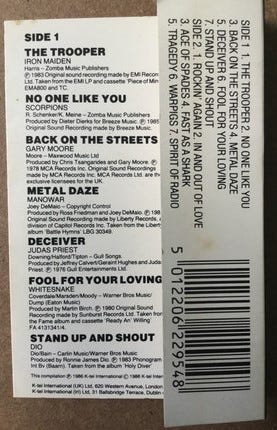 SIDE 1
THE TROOPER
IRON MAIDEN
Harris – Zomba Music Publishers
Ⓟ 1983 Original sound recording made by EMI Recor
Ltd. Taken from the EMI LP and cassette 'Piece of Min
EMA800 and TC.
NO ONE LIKE YOU
SCORPIONS
R. Schenker/K. Meine – Zomba Music Publishers
Produced by Dieter Dierks for Breeze Music. Ⓟ 198
Original Sound recording made by Breeze Music.
BACK ON THE STREETS
GARY MOORE
Moore – Maxwood Music Ltd
Produced by Chris Tsangarides and Gary Moore. Ⓟ
1978 MCA Records Inc. Original Sound Recordings
made by MCA Records Inc. MCA Records Ltd. are the
exclusive licensees for the UK.
METAL DAZE
MANOWAR
Joey DeMaio – Copyright Control
Produced by Ross Friedman and Joey DeMaio. Ⓟ 198
Original Sound recording made by Liberty Records, a
division of Capitol Records Inc. Taken from the
album 'Battle Hymns' LBG 30349.
DECEIVER
JUDAS PRIEST
Downing/Halford/Tipton – Gull Songs.
Produced by Jeffrey Calvert/Geraint Hughes and Judas
Priest. Ⓟ 1976 Gull Entertainments Ltd.
FOOL FOR YOUR LOVING
WHITESNAKE
Coverdale/Marsden/Moody – Warner Bros Music/
Dump (Eaton Music)
Produced by Martin Birch. Ⓟ 1980 Original
Sound recording made by Sunburst Records Ltd. Taken from
the Fame album and cassette 'Ready An' Willing'
FA 4131341/4.
STAND UP AND SHOUT
DIO
Dio/Bain – Carlin Music/Warner Bros Music
Produced by Ronnie James Dio. Ⓟ 1983 Phonogram
Int Bv (Baarn). Taken from the album 'Holy Diver'
This compilation Ⓟ 1986 K-tel International
K-tel International (UK) Ltd, 620 Western Avenue, London
K-tel International (Irl) Ltd, 31 Ballsbridge Terrace, Dublin
SIDE 1 1. THE TROOPER 2. NO ONE LIKE YOU
3. BACK ON THE STREETS 4. METAL DAZE
5. DECEIVER 6. FOOL FOR YOUR LOVING
7. STAND UP AND SHOUT
SIDE 2 1. ROCKIN' AGAIN 2. IN AND OUT OF LOVE
3. ACE OF SPADES 4. FAST AS A SHARK
5. TRAGEDY 6. WARPIGS 7. SPIRIT OF RADIO
5 012206 229548